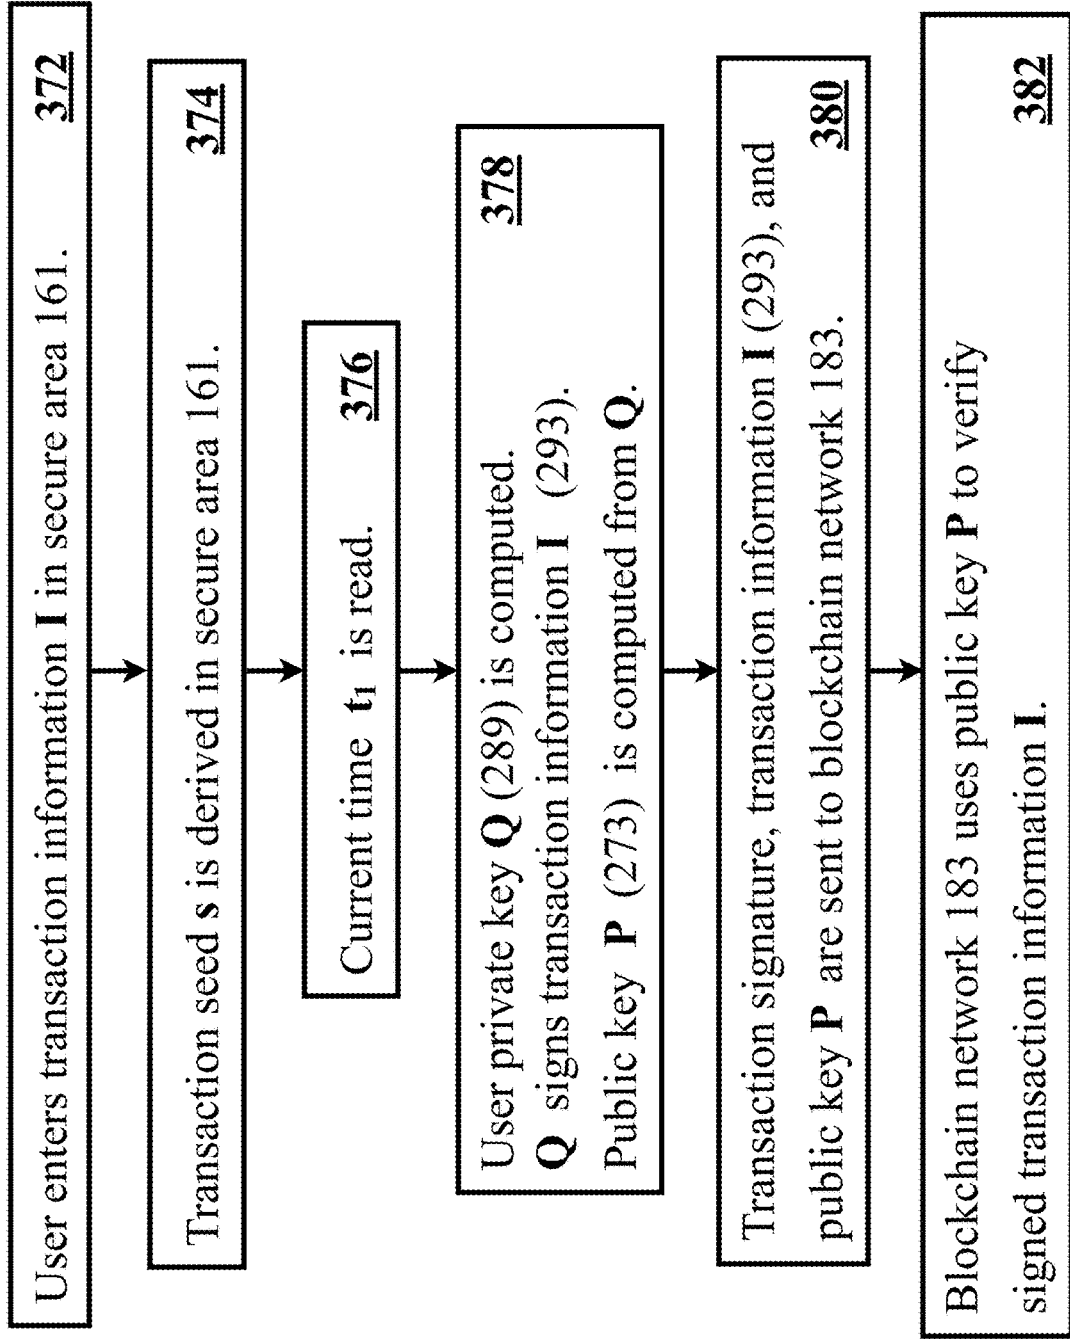 User enters transaction information I in secure area 161. 372
Transaction seed s is derived in secure area 161. 374
Current time t1 is read. 376
User private key Q (289) is computed. 378
Q signs transaction information I (293).
Public key P (273) is computed from Q.
Transaction signature, transaction information I (293), and
public key P are sent to blockchain network 183. 380
Blockchain network 183 uses public key P to verify
signed transaction information I. 382